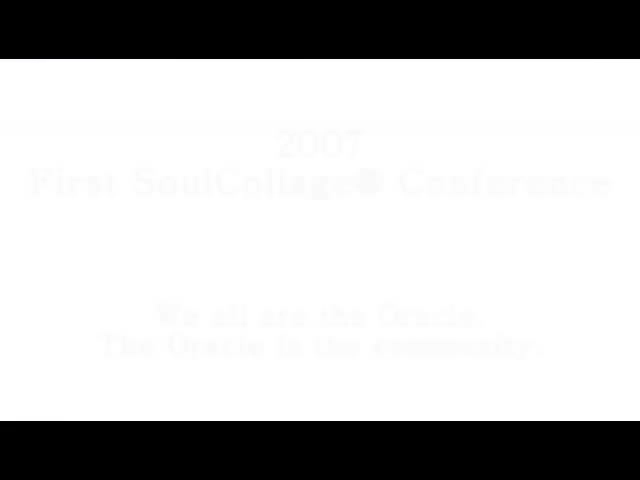 2007
First SoulCollage® Conference
We all are the Oracle.
The Oracle is the community.